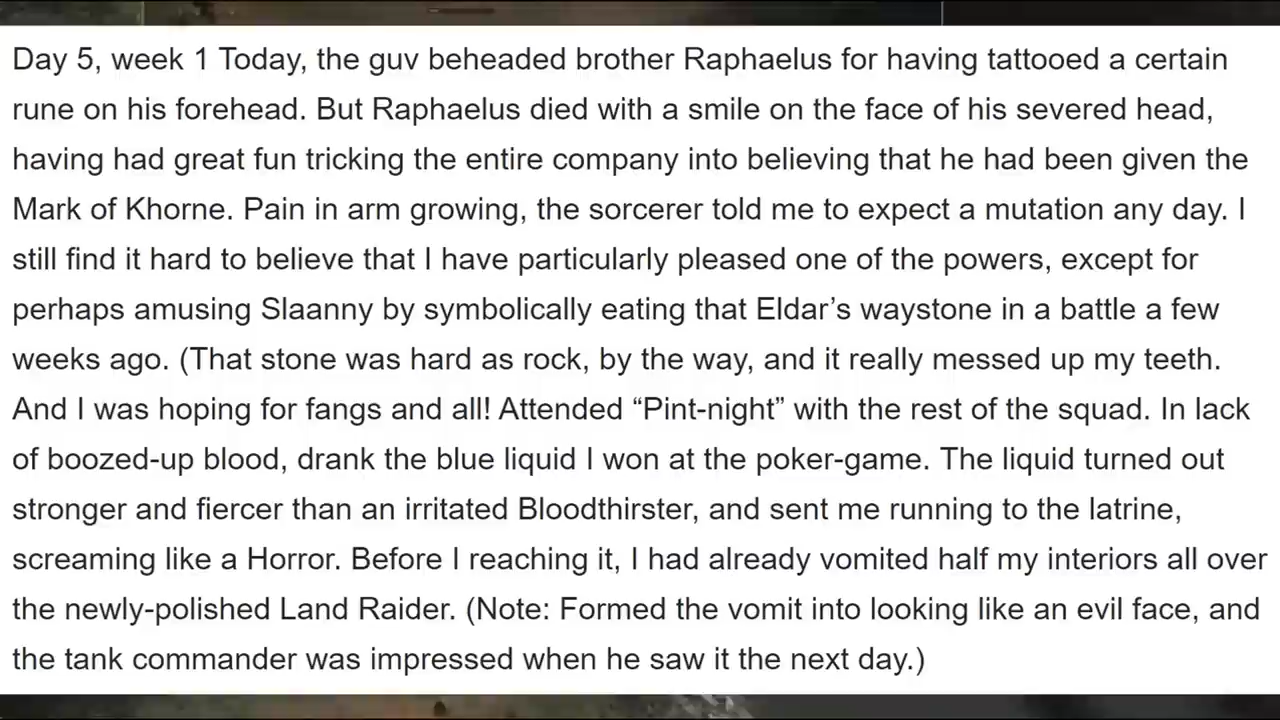 Day 5, week 1 Today, the guv beheaded brother Raphaelus for having tattooed a certain
rune on his forehead. But Raphaelus died with a smile on the face of his severed head,
having had great fun tricking the entire company into believing that he had been given the
Mark of Khorne. Pain in arm growing, the sorcerer told me to expect a mutation any day. I
still find it hard to believe that I have particularly pleased one of the powers, except for
perhaps amusing Slaanny by symbolically eating that Eldar’s waystone in a battle a few
weeks ago. (That stone was hard as rock, by the way, and it really messed up my teeth.
And I was hoping for fangs and all! Attended “Pint-night” with the rest of the squad. In lack
of boozed-up blood, drank the blue liquid I won at the poker-game. The liquid turned out
stronger and fiercer than an irritated Bloodthirster, and sent me running to the latrine,
screaming like a Horror. Before I reaching it, I had already vomited half my interiors all over
the newly-polished Land Raider. (Note: Formed the vomit into looking like an evil face, and
the tank commander was impressed when he saw it the next day.)